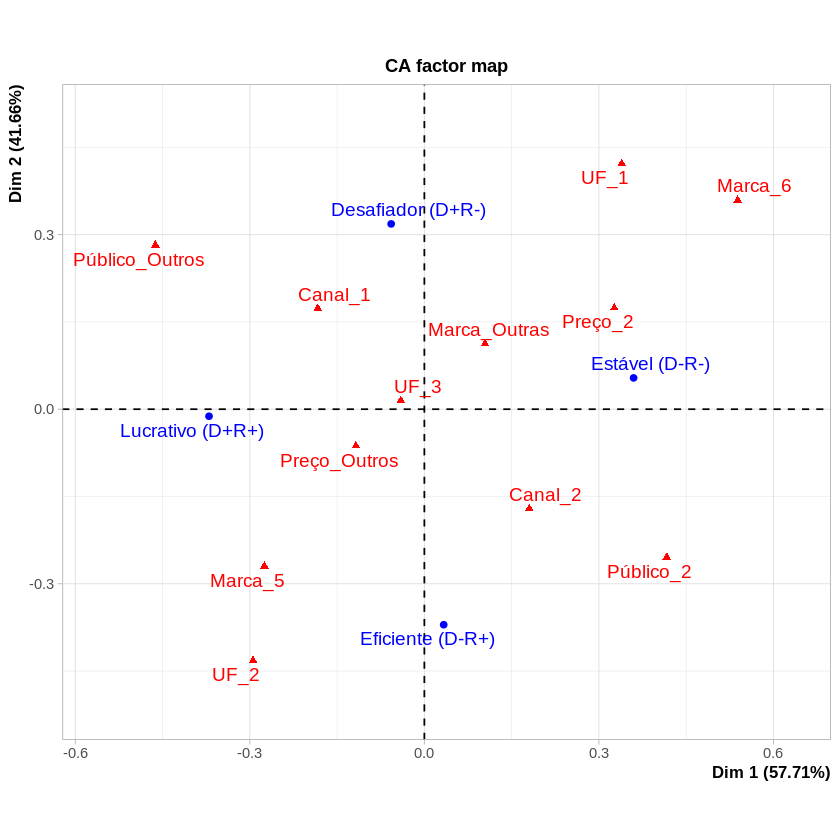 CA factor map
Dim 2 (41.66%)
UF_1
Marca_6
Desafiador (D+R-)
Público_Outros
Canal_1
Preço_2
Marca_Outras
Estável (D-R-)
UF_3
Lucrativo (D+R+)
Preço_Outros
Canal_2
Público_2
Marca_5
Eficiente (D-R+)
UF_2
0.3
0.0
-0.3
-0.6
-0.3
0.0
0.3
0.6
Dim 1 (57.71%)